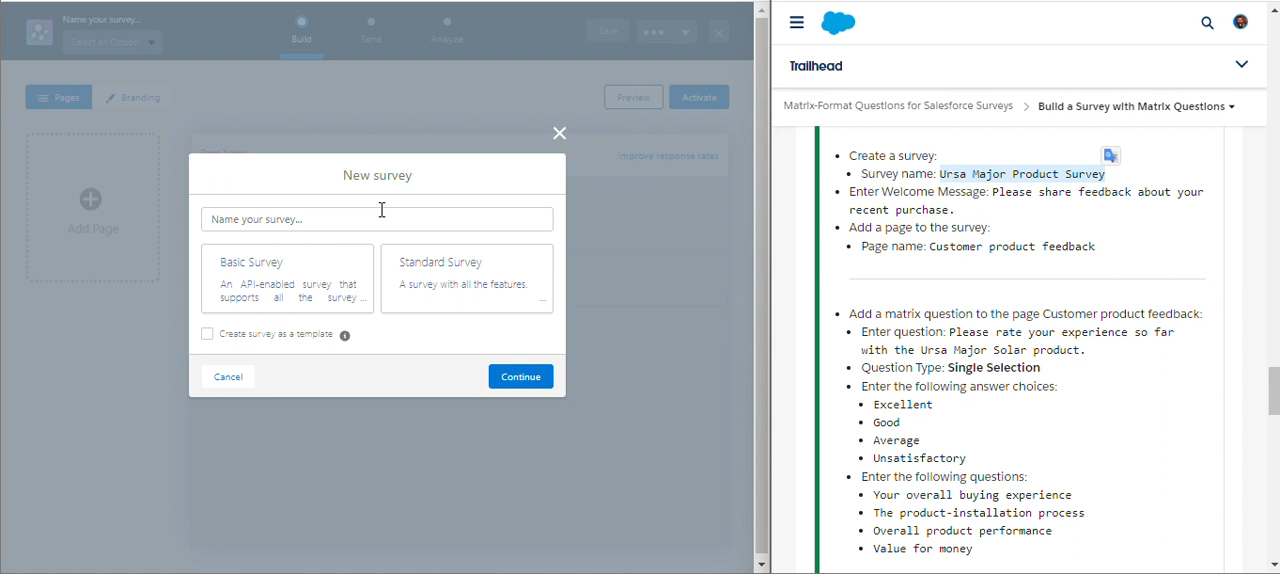 Name your survey...
Select an Option
Build
Send
Analyze
Save
Pages
Branding
Preview
Activate
Add Page
Page Name
Improve response rates
New survey
Name your survey...
Basic Survey
An API-enabled survey that
supports all the survey ...
Standard Survey
A survey with all the features.
...
Create survey as a template
Cancel
Continue
Trailhead
Matrix-Format Questions for Salesforce Surveys > Build a Survey with Matrix Questions
Create a survey:
Survey name: Ursa Major Product Survey
Enter Welcome Message: Please share feedback about your
recent purchase.
Add a page to the survey:
Page name: Customer product feedback
Add a matrix question to the page Customer product feedback:
Enter question: Please rate your experience so far
with the Ursa Major Solar product.
Question Type: Single Selection
Enter the following answer choices:
Excellent
Good
Average
Unsatisfactory
Enter the following questions:
Your overall buying experience
The product-installation process
Overall product performance
Value for money